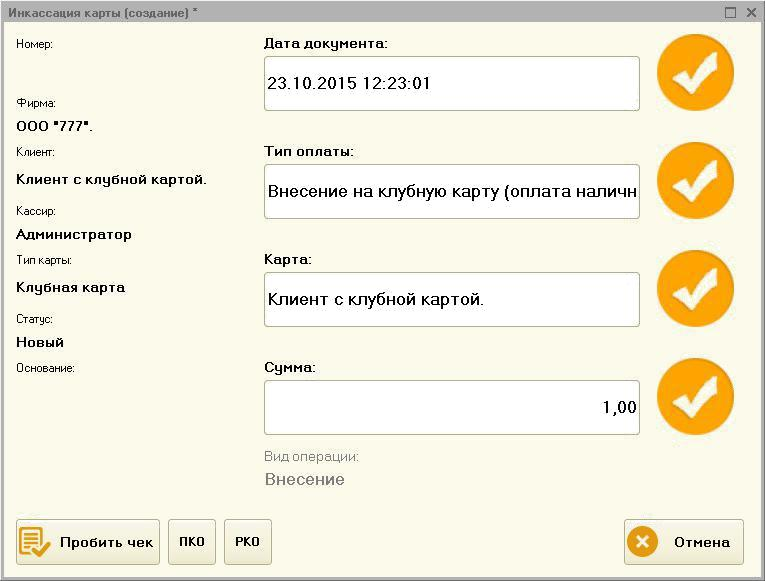 Инкассация карты (создание) *
Номер:
Дата документа:
23.10.2015 12:23:01
Фирма:
ООО "777".
Клиент:
Тип оплаты:
Клиент с клубной картой.
Внесение на клубную карту (оплата наличн
Кассир:
Администратор
Тип карты:
Карта:
Клубная карта
Клиент с клубной картой.
Статус:
Новый
Основание:
Сумма:
1,00
Вид операции:
Внесение
Пробить чек
ПКО
РКО
Отмена